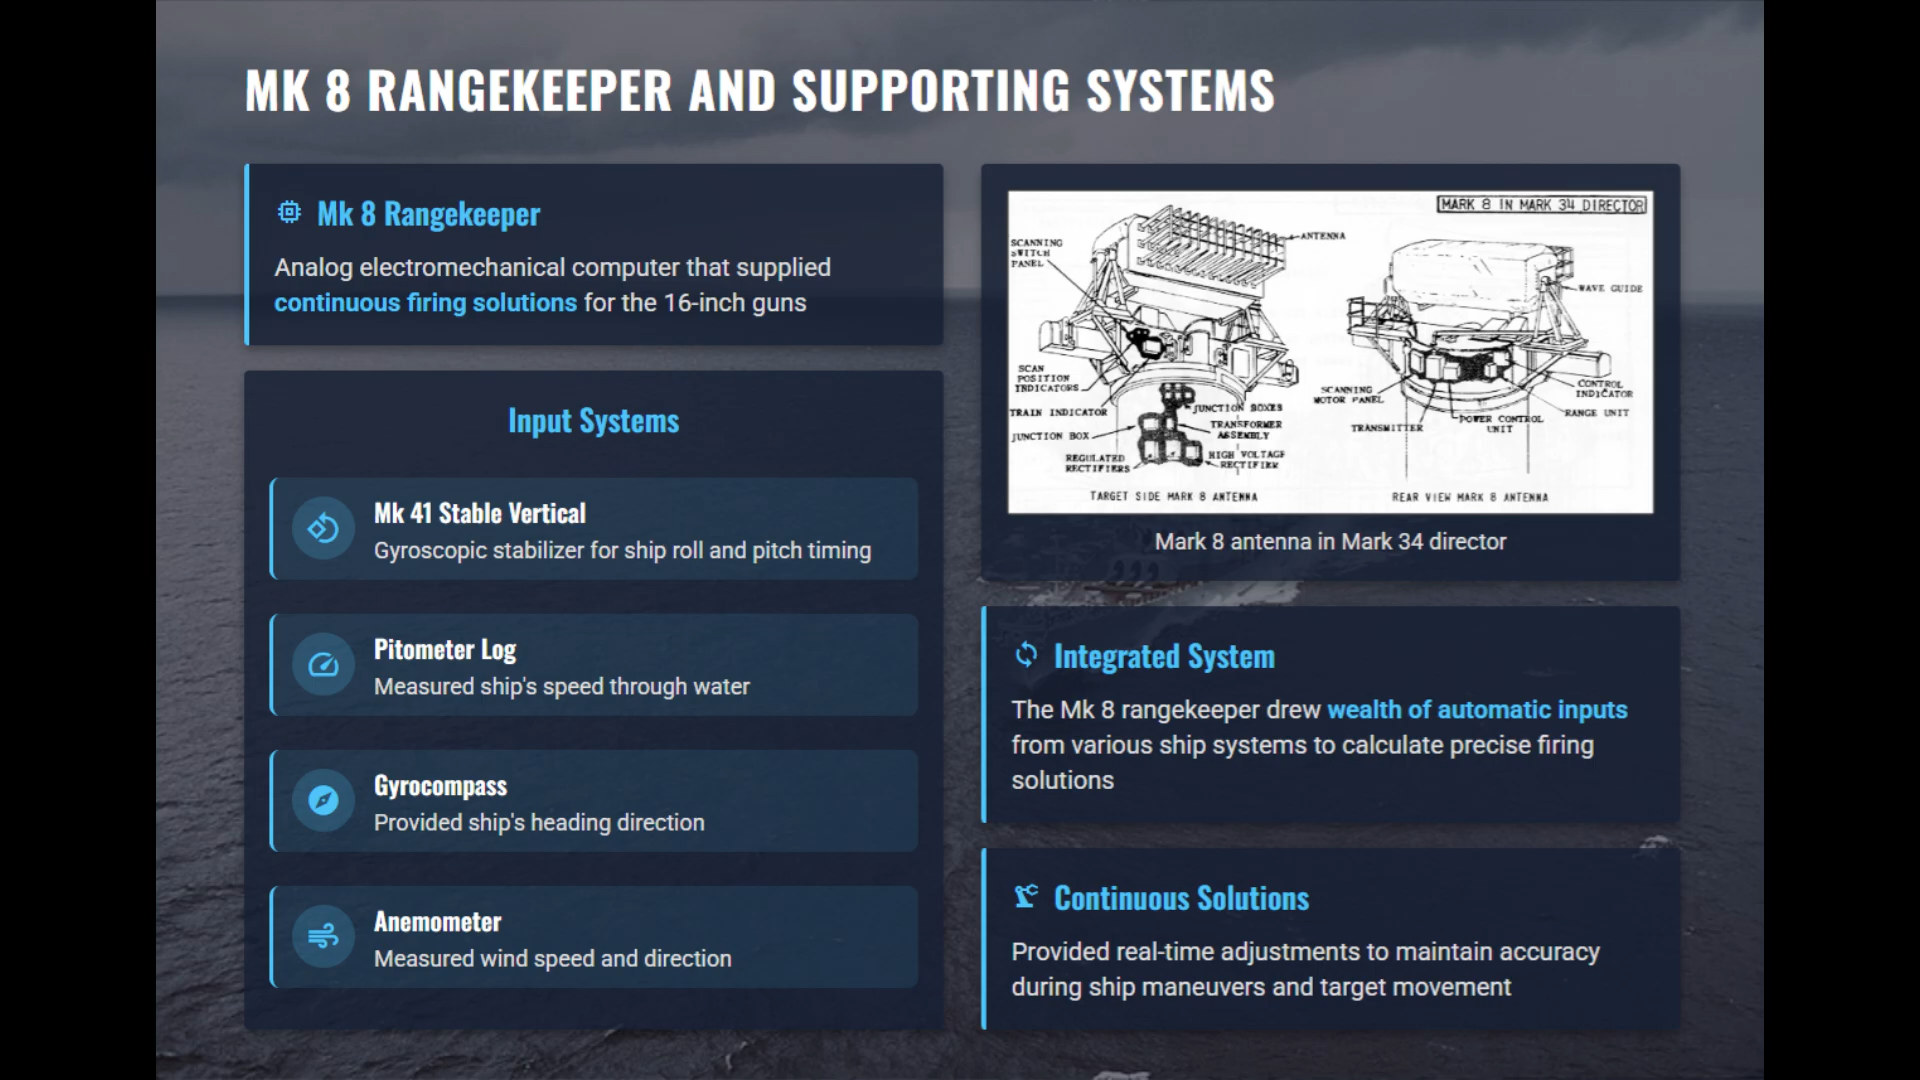 MK 8 RANGEKEEPER AND SUPPORTING SYSTEMS
Mk 8 Rangekeeper
Analog electromechanical computer that supplied
continuous firing solutions for the 16-inch guns
Input Systems
Mk 41 Stable Vertical
Gyroscopic stabilizer for ship roll and pitch timing
Pitometer Log
Measured ship's speed through water
Gyrocompass
Provided ship's heading direction
Anemometer
Measured wind speed and direction
MARK 8 IN MARK 34 DIRECTOR
SCANNING
SWITCH
PANEL
ANTENNA
SCAN
POSITION
INDICATORS
TRAIN INDICATOR
JUNCTION BOX
REGULATED
RECTIFIERS
JUNCTION BOXES
TRANSFORMER
ASSEMBLY
HIGH VOLTAGE
RECTIFIER
TARGET SIDE MARK 8 ANTENNA
WAVE GUIDE
SCANNING
MOTOR PANEL
TRANSMITTER
POWER CONTROL
UNIT
CONTROL
INDICATOR
RANGE UNIT
REAR VIEW MARK 8 ANTENNA
Mark 8 antenna in Mark 34 director
Integrated System
The Mk 8 rangekeeper drew wealth of automatic inputs
from various ship systems to calculate precise firing
solutions
Continuous Solutions
Provided real-time adjustments to maintain accuracy
during ship maneuvers and target movement